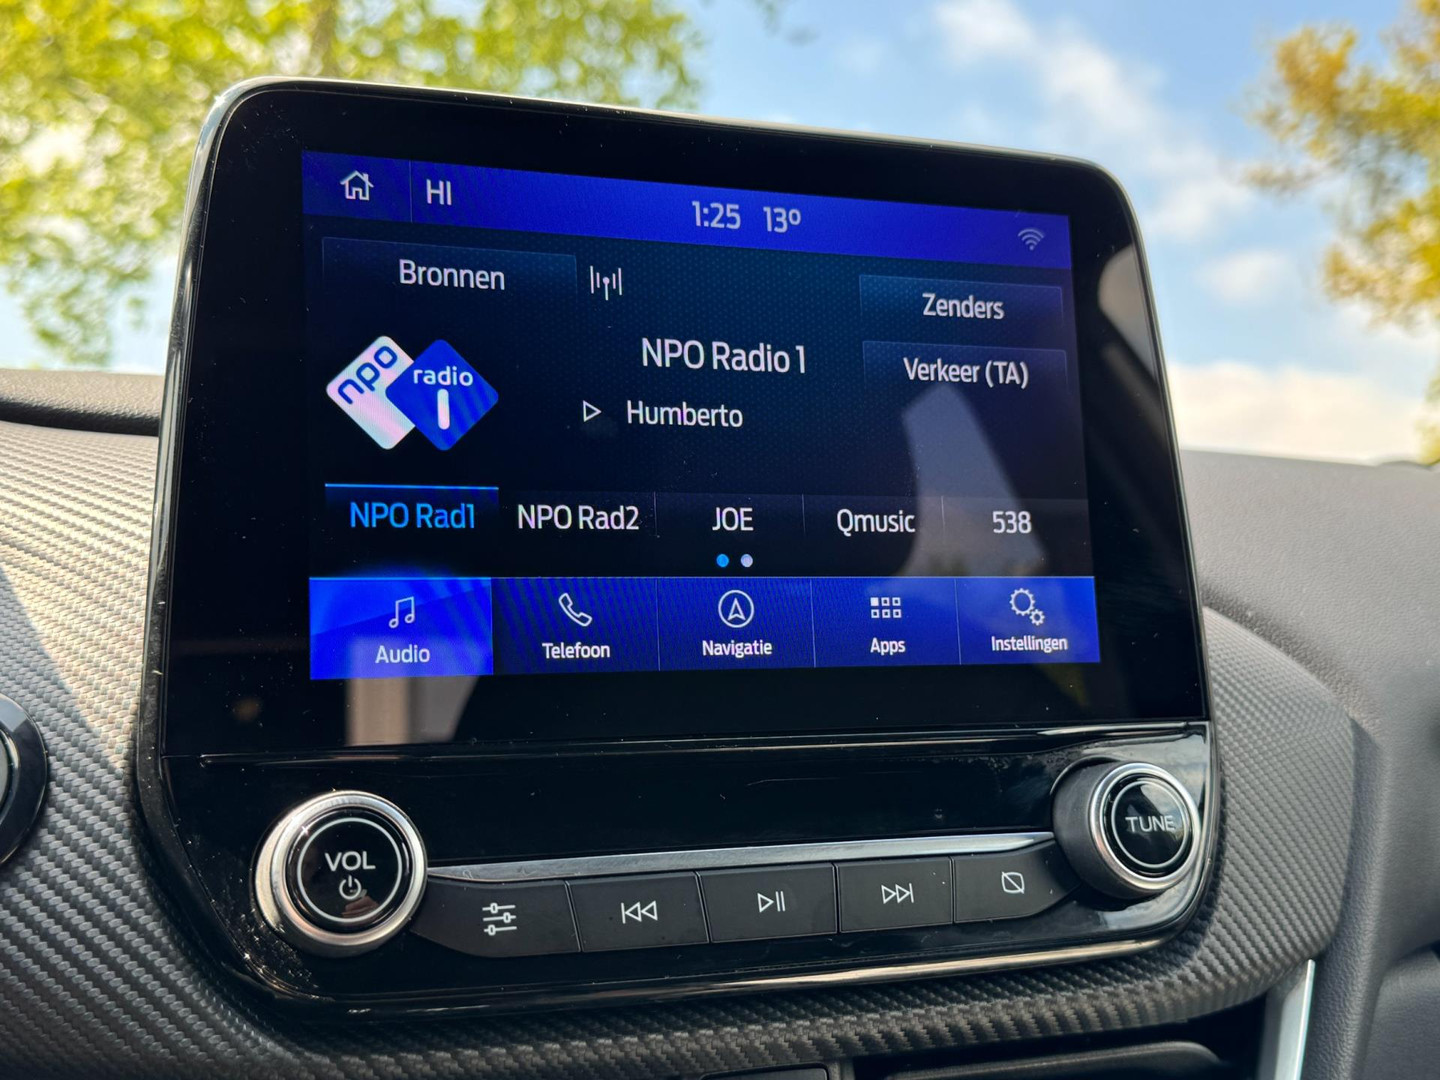 HI
1:25 13º
Bronnen
Zenders
NPO Radio 1
Verkeer (TA)
npo radio 1
Humberto
NPO Rad1 NPO Rad2 JOE Qmusic 538
Audio Telefoon Navigatie Apps Instellingen
VOL
TUNE